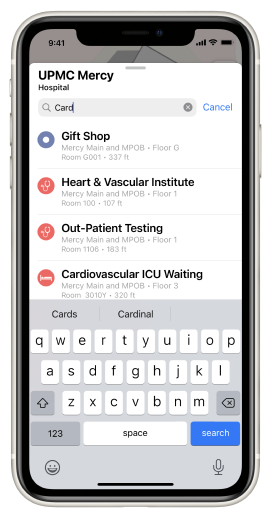 9:41
UPMC Mercy
Hospital
Card
Cancel
Gift Shop
Mercy Main and MPOB • Floor G
Room G001 • 337 ft
Heart & Vascular Institute
Mercy Main and MPOB • Floor 1
Room 100 • 107 ft
Out-Patient Testing
Mercy Main and MPOB • Floor 1
Room 1106 • 183 ft
Cardiovascular ICU Waiting
Mercy Main and MPOB • Floor 3
Room 3010Y • 320 ft
Cards Cardinal
q w e r t y u i o p
a s d f g h j k l
z x c v b n m
123 space search